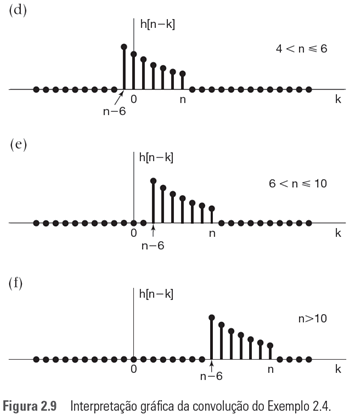 (d)
h[n−k]
4 < n ⩽ 6
0 n k
n−6
(e)
h[n−k]
6 < n ⩽ 10
0 n k
n−6
(f)
h[n−k]
n>10
0 n k
n−6
Figura 2.9 Interpretação gráfica da convolução do Exemplo 2.4.